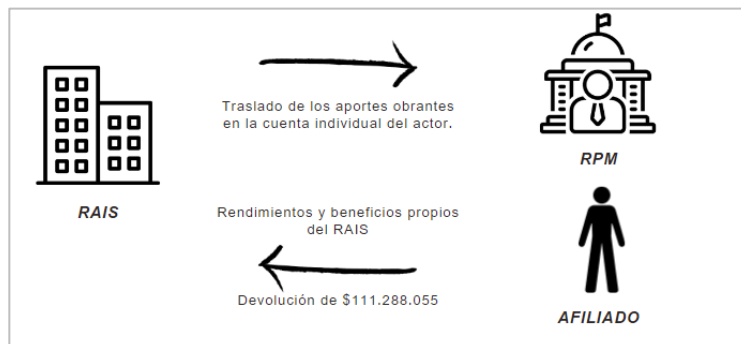 Traslado de los aportes obrantes
en la cuenta individual del actor.
RPM
RAIS
Rendimientos y beneficios propios
del RAIS
Devolución de $111.288.055
AFILIADO